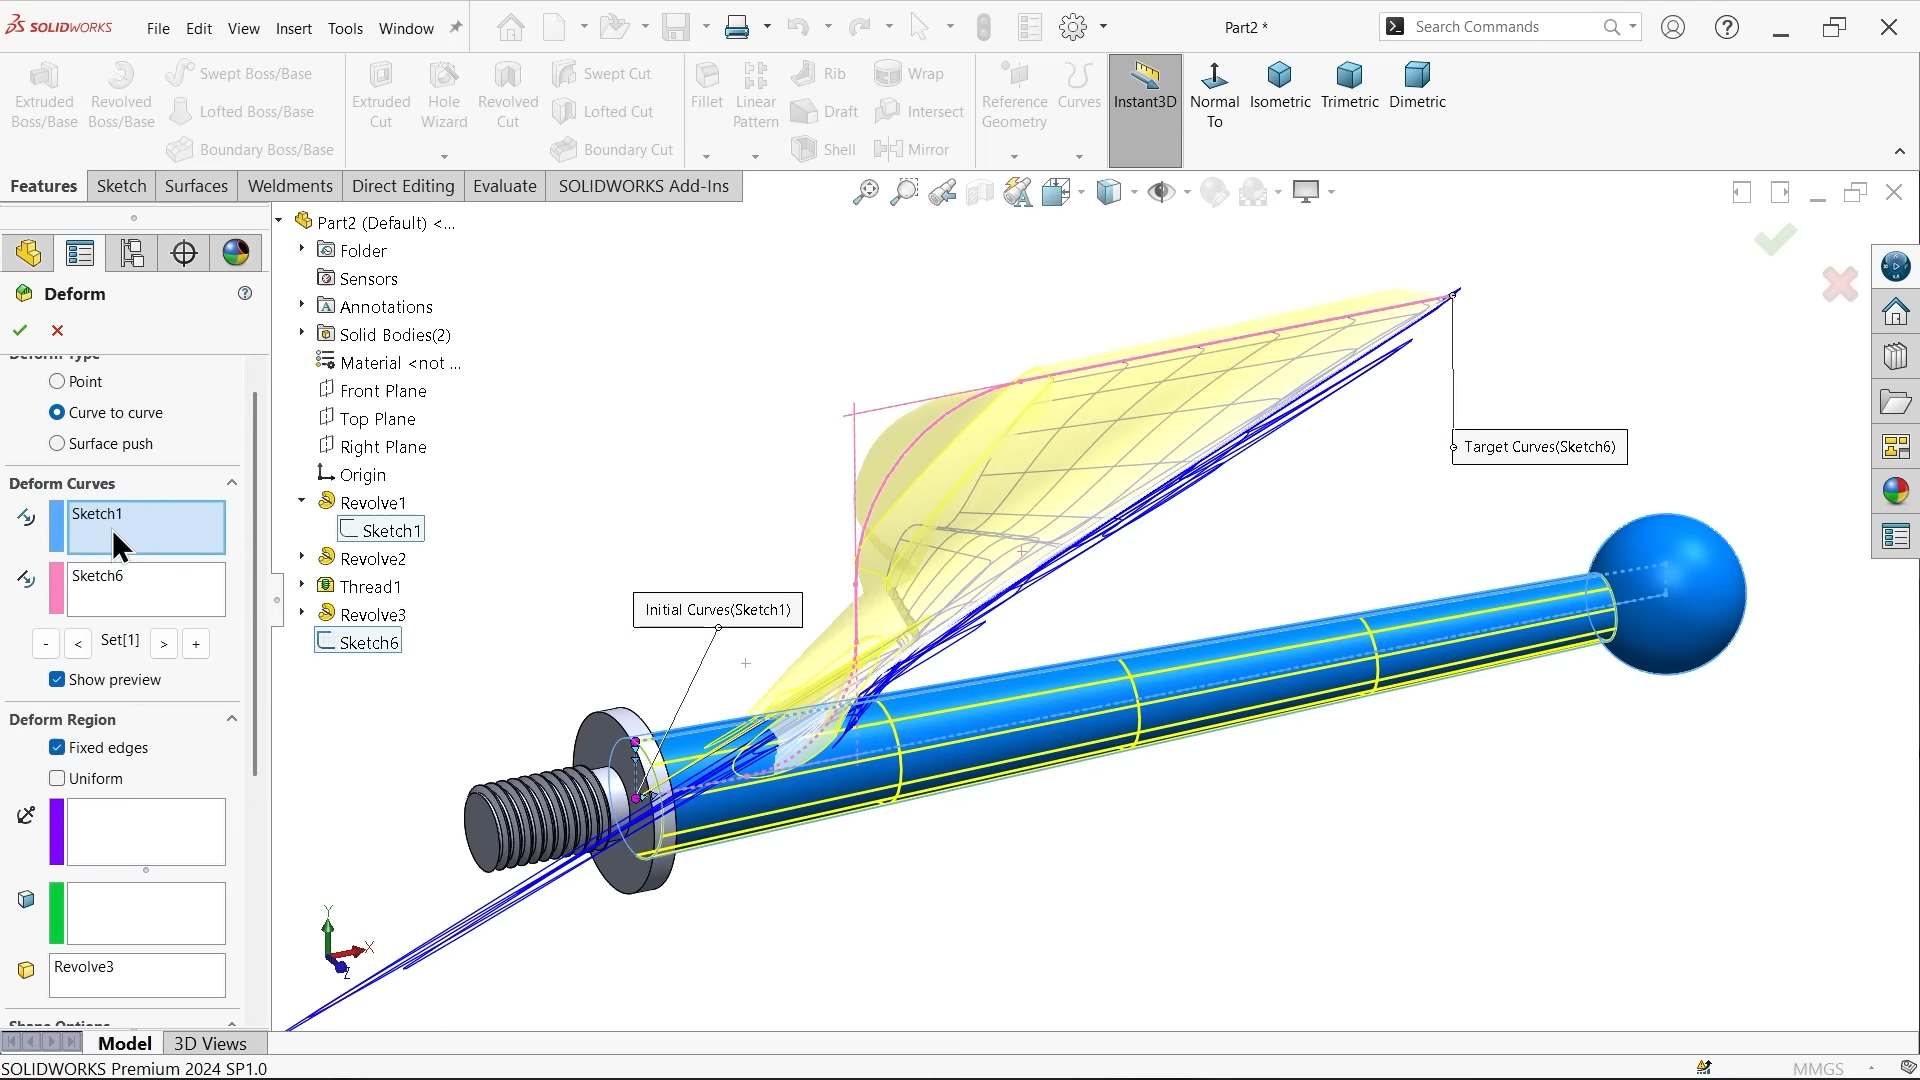 SOLIDWORKS
File Edit View Insert Tools Window
Part2 *
Search Commands
Extruded Boss/Base
Revolved Boss/Base
Swept Boss/Base
Lofted Boss/Base
Boundary Boss/Base
Extruded Cut
Hole Wizard
Revolved Cut
Swept Cut
Lofted Cut
Boundary Cut
Fillet
Linear Pattern
Rib
Draft
Shell
Wrap
Intersect
Mirror
Reference Geometry
Curves
Instant3D
Normal To
Isometric
Trimetric
Dimetric
Features Sketch Surfaces Weldments Direct Editing Evaluate SOLIDWORKS Add-Ins
Deform
Deform Type
Point
Curve to curve
Surface push
Deform Curves
Sketch1
Sketch6
- < Set[1] > +
Show preview
Deform Region
Fixed edges
Uniform
Revolve3
Shape Options
Part2 (Default) <...
Folder
Sensors
Annotations
Solid Bodies(2)
Material <not ...
Front Plane
Top Plane
Right Plane
Origin
Revolve1
Sketch1
Revolve2
Thread1
Revolve3
Sketch6
Target Curves(Sketch6)
Initial Curves(Sketch1)
Y
X
Z
Model 3D Views
SOLIDWORKS Premium 2024 SP1.0
MMGS